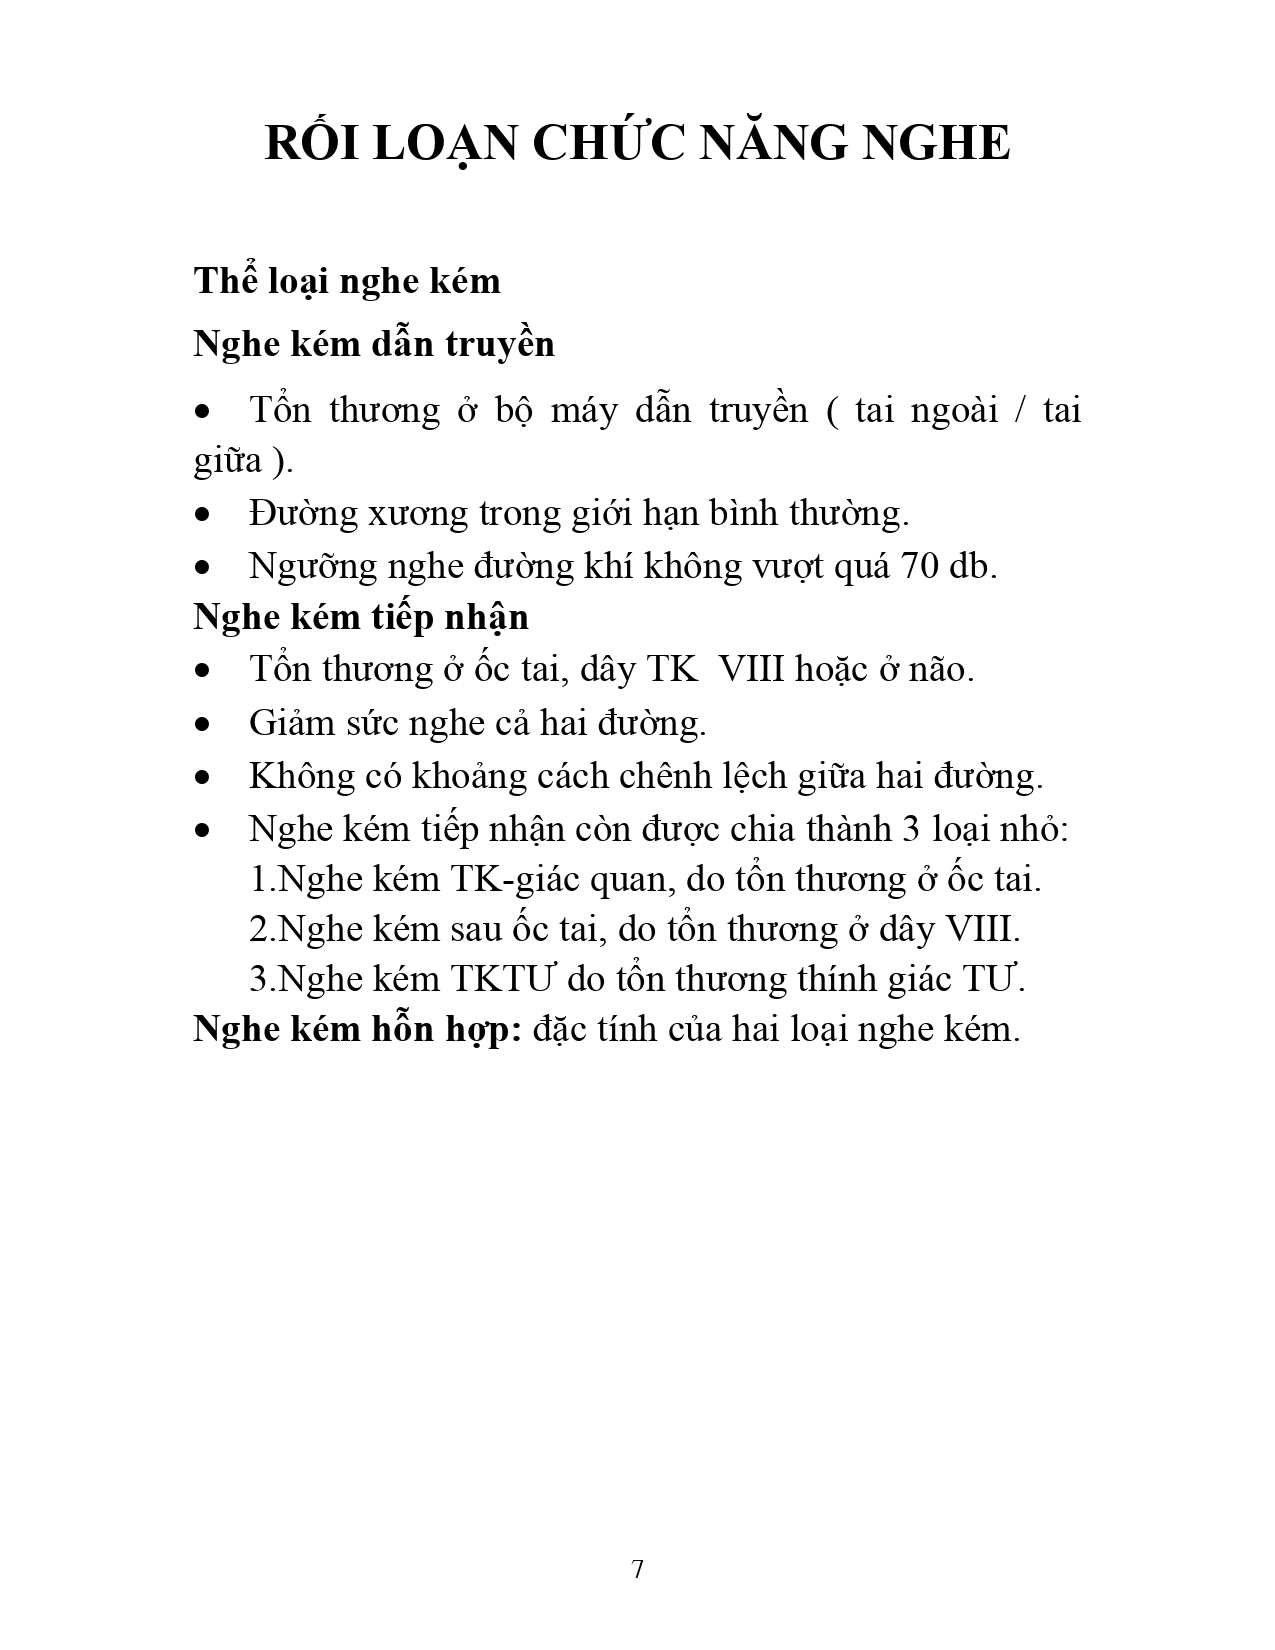 RỐI LOẠN CHỨC NĂNG NGHE
Thể loại nghe kém
Nghe kém dẫn truyền
• Tổn thương ở bộ máy dẫn truyền ( tai ngoài / tai
giữa ).
• Đường xương trong giới hạn bình thường.
• Ngưỡng nghe đường khí không vượt quá 70 db.
Nghe kém tiếp nhận
• Tổn thương ở ốc tai, dây TK  VIII hoặc ở não.
• Giảm sức nghe cả hai đường.
• Không có khoảng cách chênh lệch giữa hai đường.
• Nghe kém tiếp nhận còn được chia thành 3 loại nhỏ:
1.Nghe kém TK-giác quan, do tổn thương ở ốc tai.
2.Nghe kém sau ốc tai, do tổn thương ở dây VIII.
3.Nghe kém TKTƯ do tổn thương thính giác TƯ.
Nghe kém hỗn hợp: đặc tính của hai loại nghe kém.
7